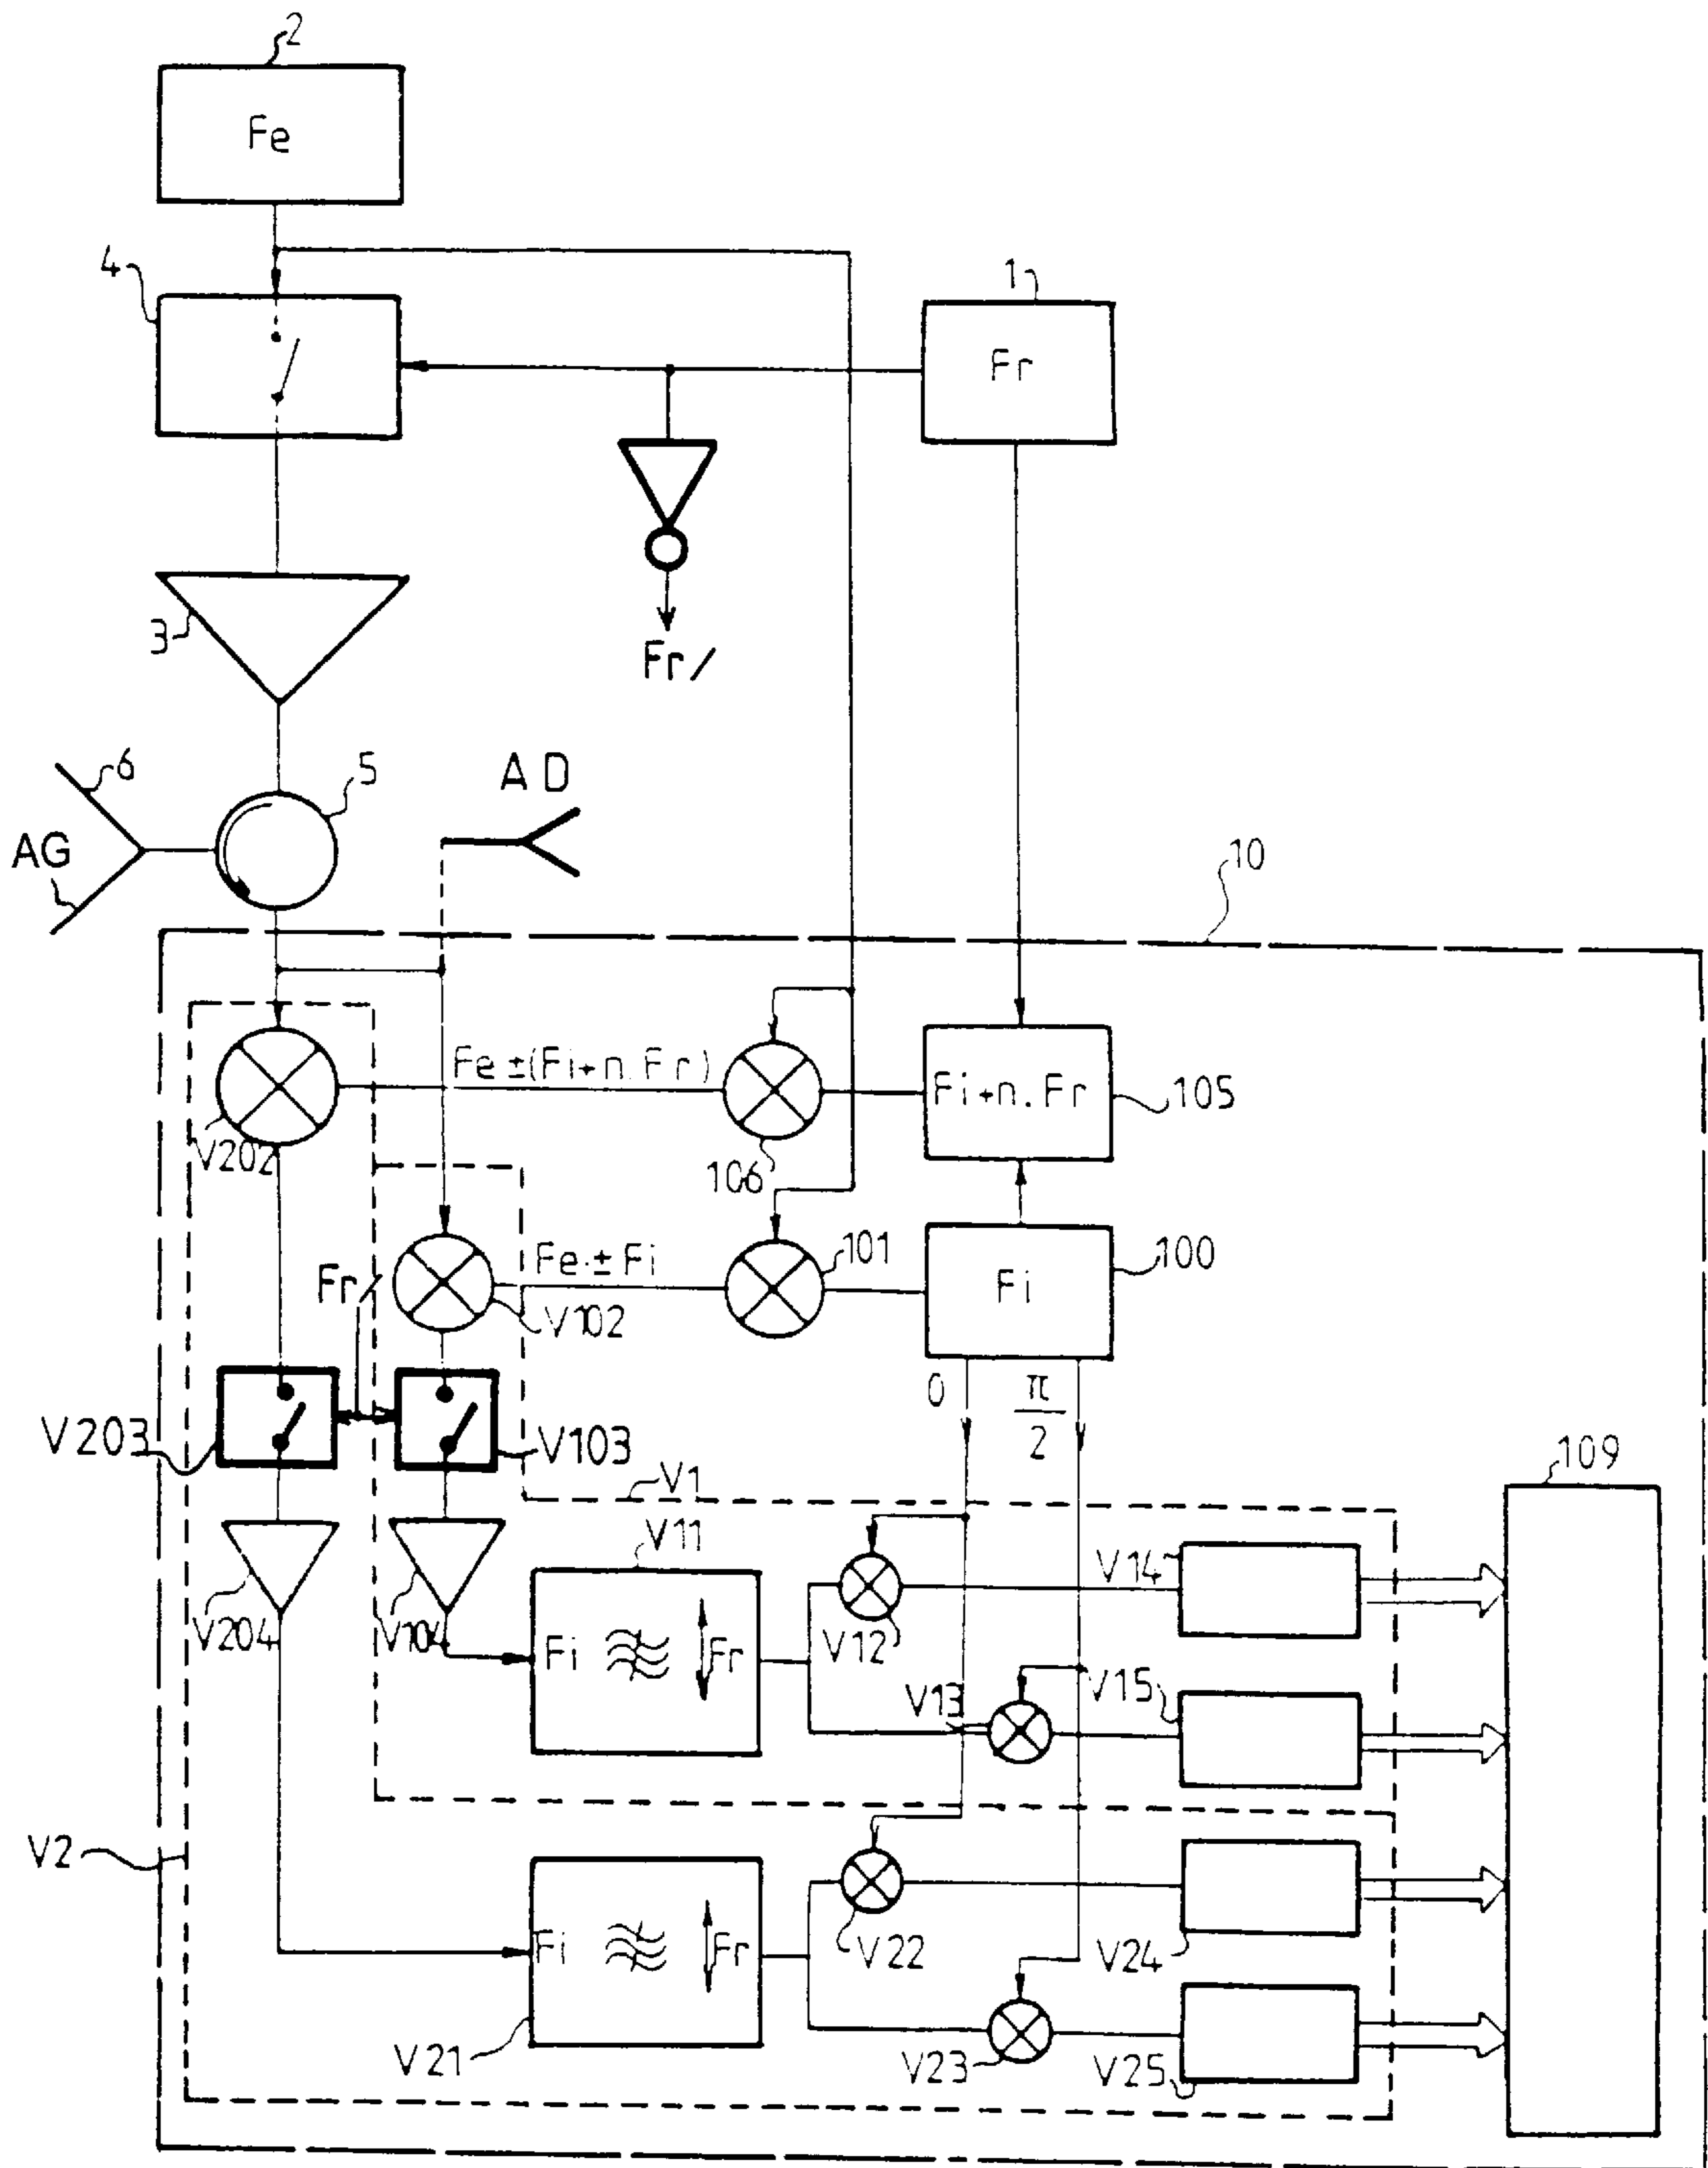 2
Fe
4
1
Fr
3
Fr/
6
5
A D
AG
10
Fe ±(Fi+n.Fr)
Fi+n.Fr
105
V202
106
Fe.± Fi
101
100
Fr/
Fi
V102
0
π/2
V203
V103
109
V1
V11
V14
V204
V104
Fi
Fr
V12
V13
V15
V2
Fi
Fr
V22
V24
V21
V23
V25